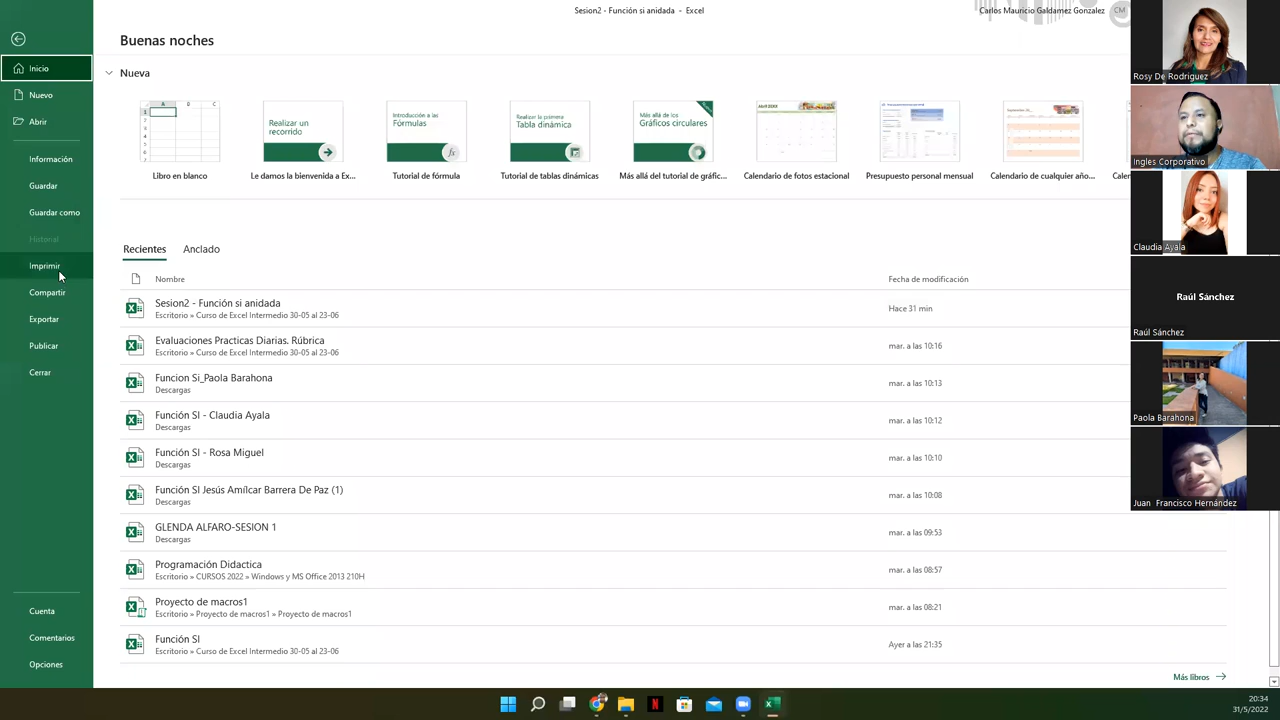 Sesion2 - Función si anidada - Excel
Carlos Mauricio Galdamez Gonzalez
CM
Buenas noches
Inicio
Nuevo
Abrir
Información
Guardar
Guardar como
Historial
Imprimir
Compartir
Exportar
Publicar
Cerrar
Cuenta
Comentarios
Opciones
Nueva
A B C
1
2
3
4
5
6
7
Realizar un
recorrido
Introducción a las
Fórmulas
fx
Realizar la primera
Tabla dinámica
Más allá de los
Gráficos circulares
Libro en blanco
Le damos la bienvenida a Ex...
Tutorial de fórmula
Tutorial de tablas dinámicas
Más allá del tutorial de gráfic...
Calendario de fotos estacional
Presupuesto personal mensual
Calendario de cualquier año...
Recientes
Anclado
Nombre
Fecha de modificación
Sesion2 - Función si anidada
Escritorio » Curso de Excel Intermedio 30-05 al 23-06
Hace 31 min
Evaluaciones Practicas Diarias. Rúbrica
Escritorio » Curso de Excel Intermedio 30-05 al 23-06
mar. a las 10:16
Funcion Si_Paola Barahona
Descargas
mar. a las 10:13
Función SI - Claudia Ayala
Descargas
mar. a las 10:12
Función SI - Rosa Miguel
Descargas
mar. a las 10:10
Función SI Jesús Amílcar Barrera De Paz (1)
Descargas
mar. a las 10:08
GLENDA ALFARO-SESION 1
Descargas
mar. a las 09:53
Programación Didactica
Escritorio » CURSOS 2022 » Windows y MS Office 2013 210H
mar. a las 08:57
Proyecto de macros1
Escritorio » Proyecto de macros1 » Proyecto de macros1
mar. a las 08:21
Función SI
Escritorio » Curso de Excel Intermedio 30-05 al 23-06
Ayer a las 21:35
Más libros
Rosy De Rodriguez
Ingles Corporativo
Claudia Ayala
Raúl Sánchez
Raúl Sánchez
Paola Barahona
Juan Francisco Hernández
20:34
31/5/2022